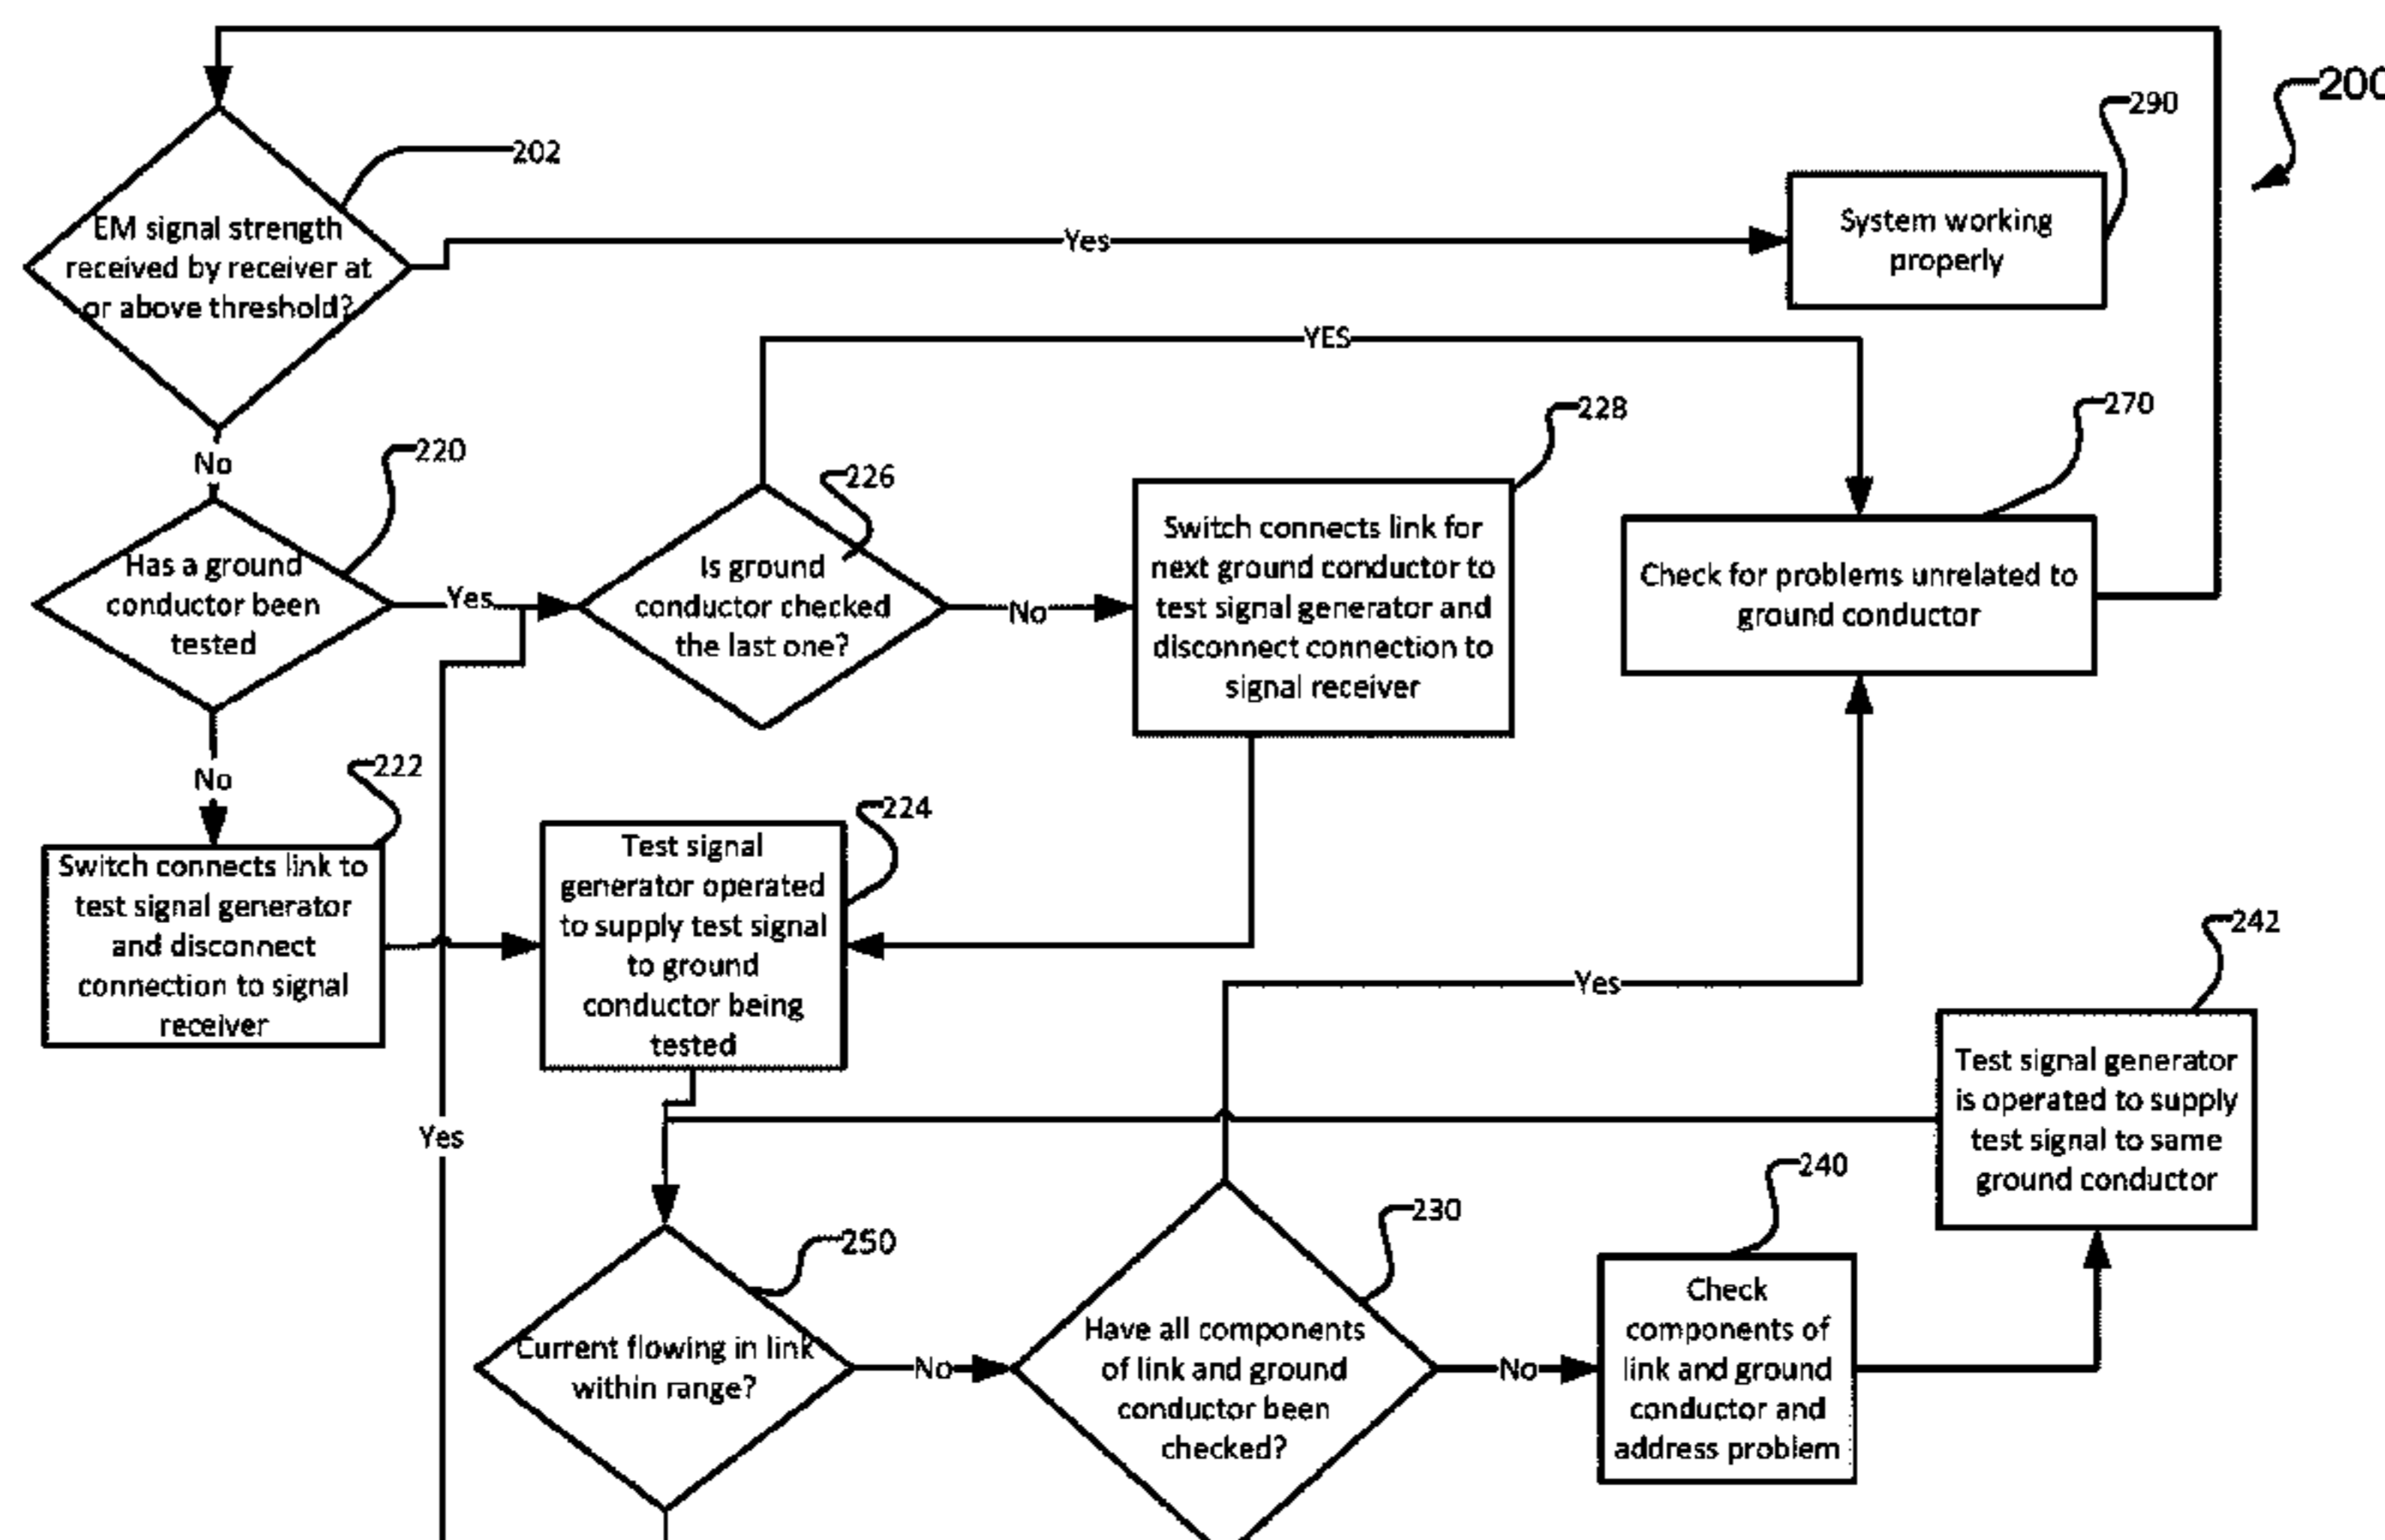 200
290
202
EM signal strength
received by receiver at
or above threshold?
Yes
System working
properly
YES
228
270
No
220
226
Has a ground
conductor been
tested
Yes
Is ground
conductor checked
the last one?
No
Switch connects link for
next ground conductor to
test signal generator and
disconnect connection to
signal receiver
Check for problems unrelated to
ground conductor
No
222
224
Switch connects link to
test signal generator
and disconnect
connection to signal
receiver
Test signal
generator operated
to supply test signal
to ground
conductor being
tested
Yes
242
Test signal generator
is operated to supply
test signal to same
ground conductor
Yes
250
230
240
Current flowing in link
within range?
No
Have all components
of link and ground
conductor been
checked?
No
Check
components of
link and ground
conductor and
address problem